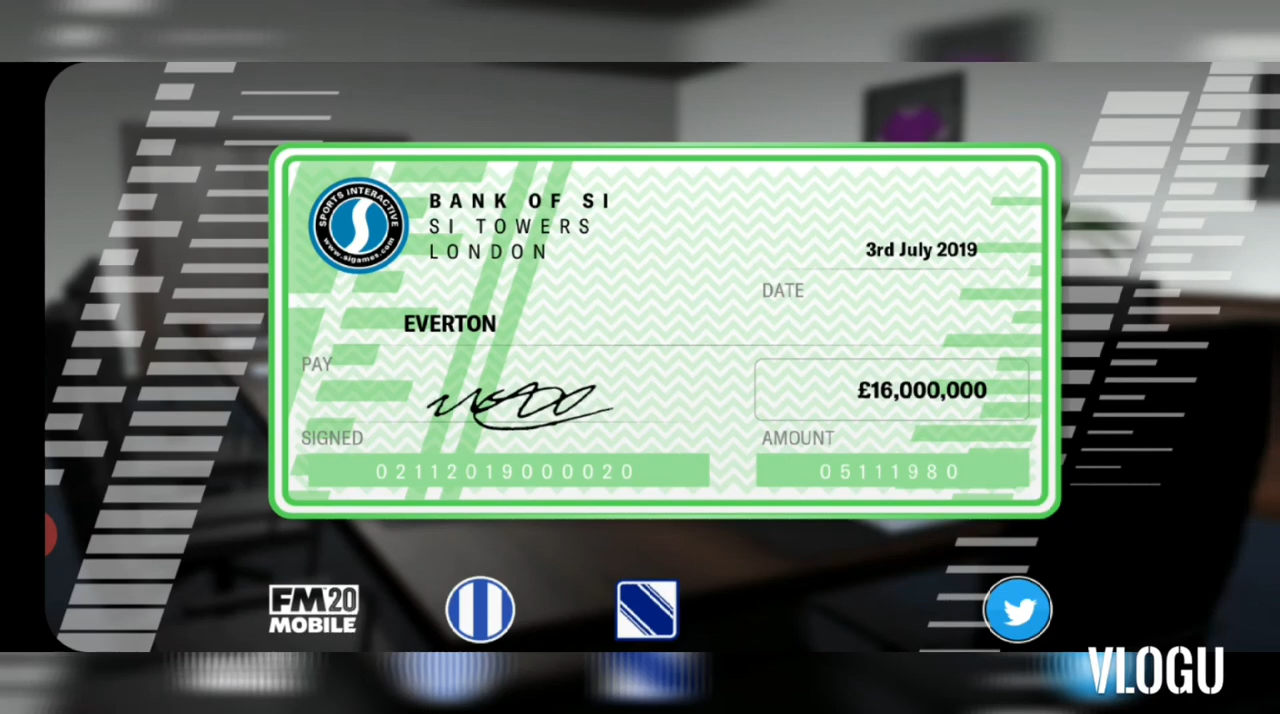 SPORTS INTERACTIVE
www.sigames.com
BANK OF SI
SI TOWERS
LONDON
3rd July 2019
DATE
EVERTON
PAY
£16,000,000
SIGNED
AMOUNT
02112019000020
05111980
FM20
MOBILE
VLOGU